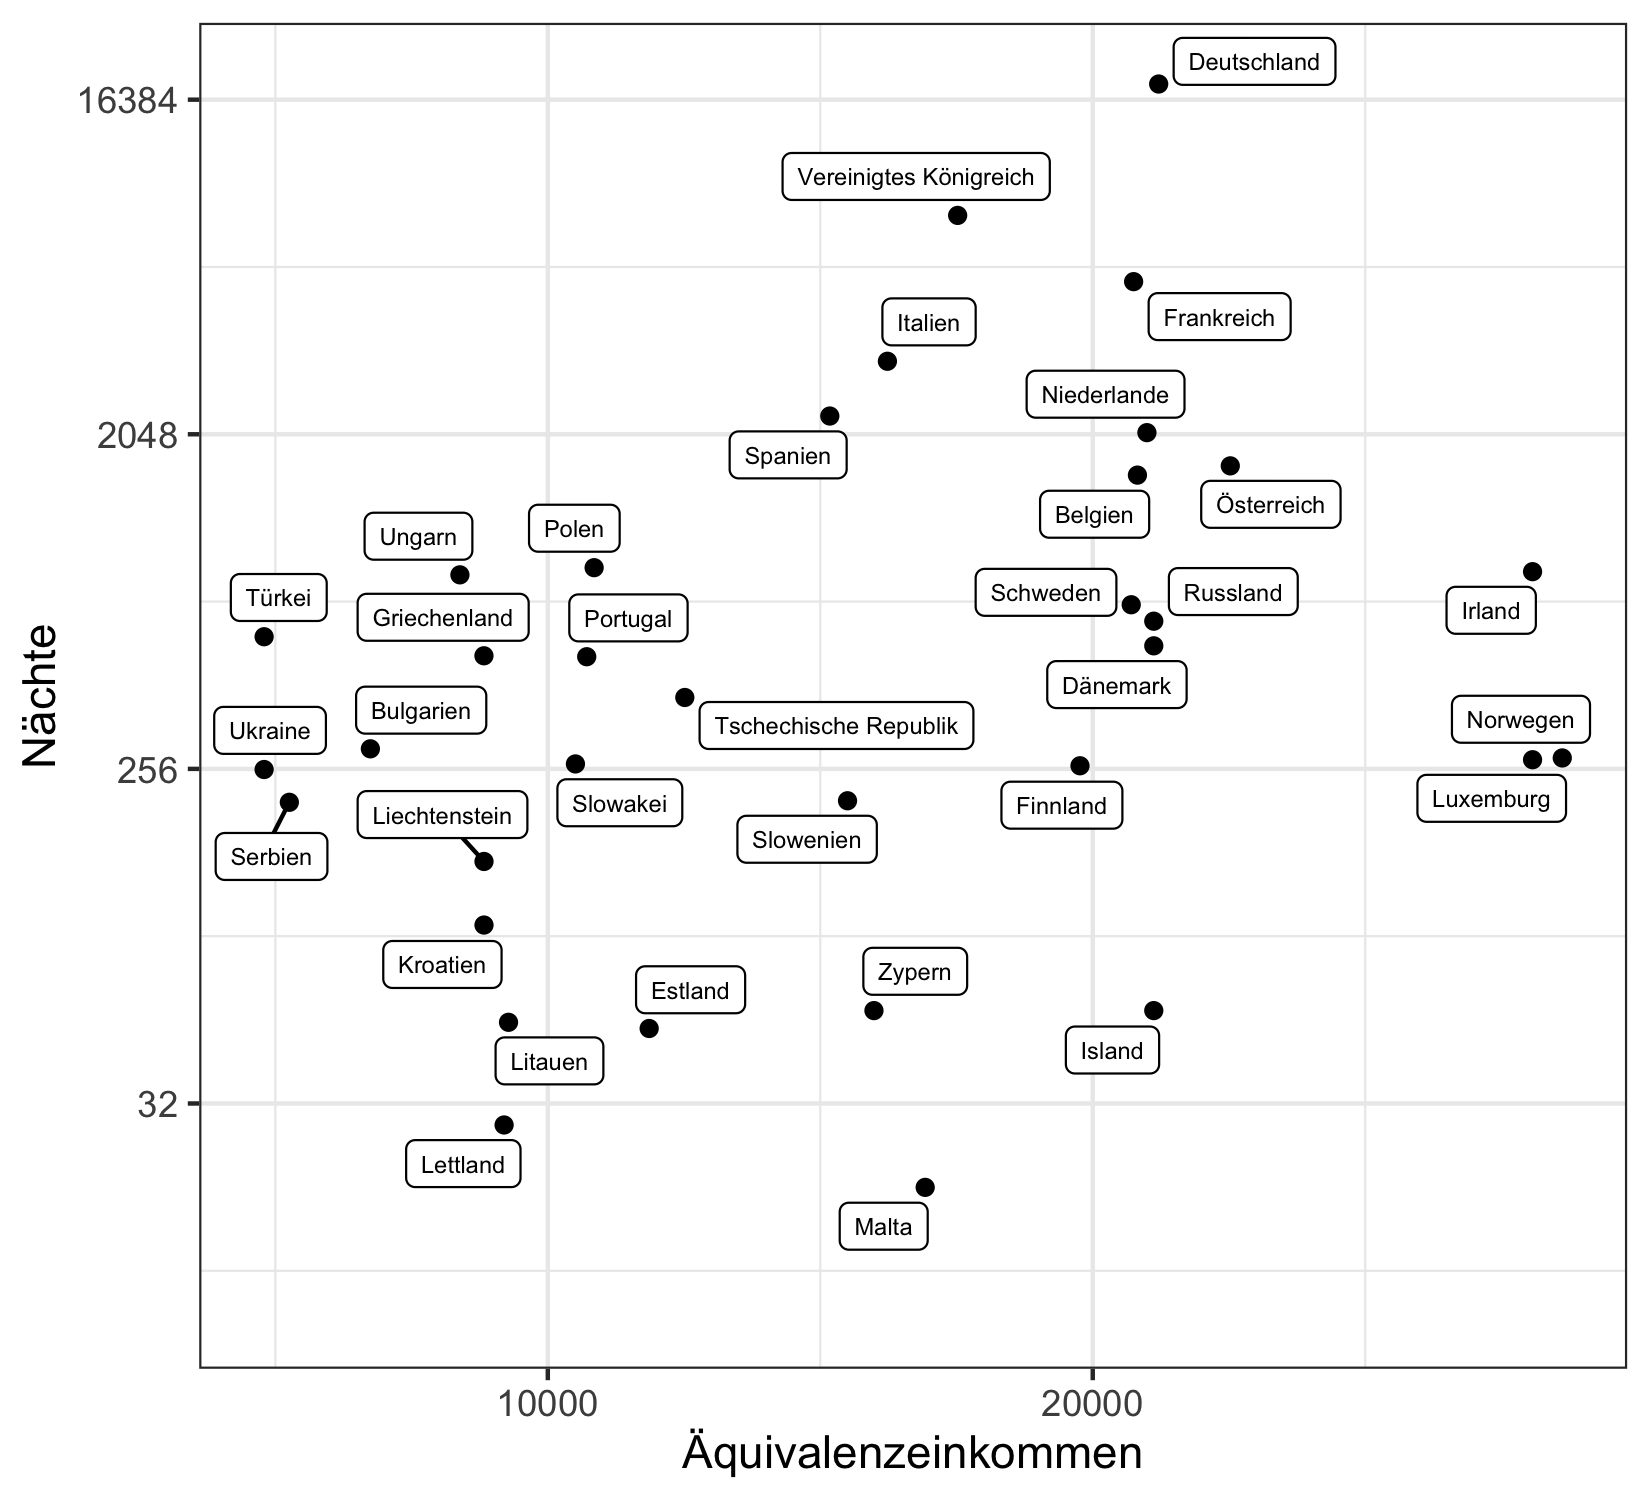 Deutschland
16384
Vereinigtes Königreich
Frankreich
Italien
Niederlande
2048
Spanien
Österreich
Belgien
Polen
Ungarn
Türkei
Schweden
Russland
Irland
Griechenland
Portugal
Nächte
Dänemark
Bulgarien
Norwegen
Tschechische Republik
Ukraine
256
Luxemburg
Slowakei
Finnland
Liechtenstein
Slowenien
Serbien
Kroatien
Zypern
Estland
Island
Litauen
32
Lettland
Malta
10000
20000
Äquivalenzeinkommen